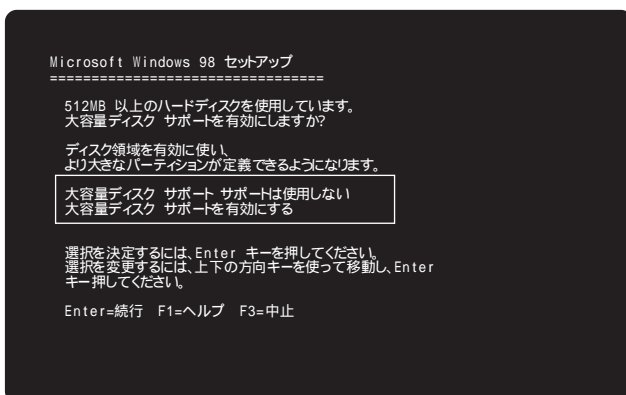 Microsoft Windows 98 セットアップ
=================================
512MB 以上のハードディスクを使用しています。
大容量ディスク サポートを有効にしますか?
ディスク領域を有効に使い、
より大きなパーティションが定義できるようになります。
大容量ディスク サポート サポートは使用しない
大容量ディスク サポートを有効にする
選択を決定するには、Enter キーを押してください。
選択を変更するには、上下の方向キーを使って移動し、Enter
キー押してください。
Enter=続行 F1=ヘルプ F3=中止